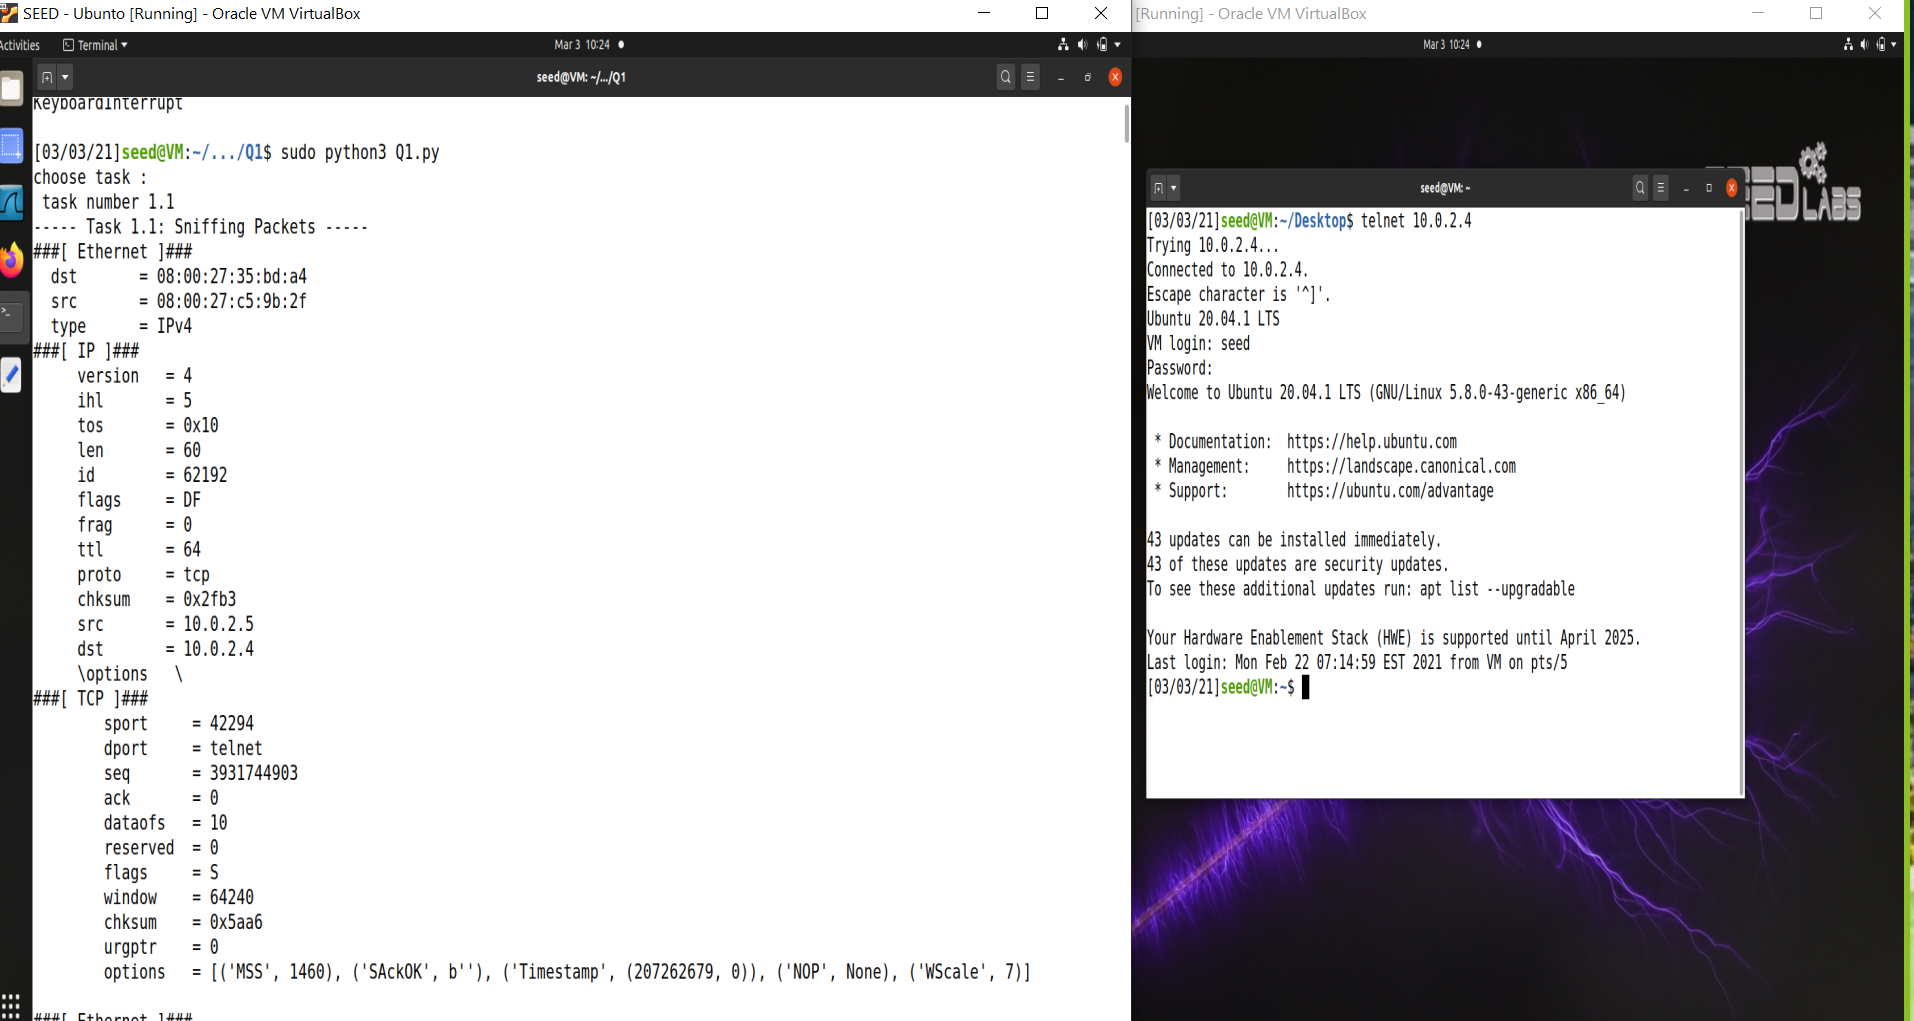 SEED - Ubunto [Running] - Oracle VM VirtualBox
Activities
Terminal
Mar 3 10:24
seed@VM: ~/.../Q1
KeyboardInterrupt
[03/03/21]seed@VM:~/.../Q1$ sudo python3 Q1.py
choose task :
task number 1.1
----- Task 1.1: Sniffing Packets -----
###[ Ethernet ]###
dst = 08:00:27:35:bd:a4
src = 08:00:27:c5:9b:2f
type = IPv4
###[ IP ]###
version = 4
ihl = 5
tos = 0x10
len = 60
id = 62192
flags = DF
frag = 0
ttl = 64
proto = tcp
chksum = 0x2fb3
src = 10.0.2.5
dst = 10.0.2.4
\options \
###[ TCP ]###
sport = 42294
dport = telnet
seq = 3931744903
ack = 0
dataofs = 10
reserved = 0
flags = S
window = 64240
chksum = 0x5aa6
urgptr = 0
options = [('MSS', 1460), ('SAckOK', b''), ('Timestamp', (207262679, 0)), ('NOP', None), ('WScale', 7)]
###[ Ethernet ]###
[Running] - Oracle VM VirtualBox
Mar 3 10:24
SEED LABS
seed@VM: ~
[03/03/21]seed@VM:~/Desktop$ telnet 10.0.2.4
Trying 10.0.2.4...
Connected to 10.0.2.4.
Escape character is '^]'.
Ubuntu 20.04.1 LTS
VM login: seed
Password:
Welcome to Ubuntu 20.04.1 LTS (GNU/Linux 5.8.0-43-generic x86_64)
* Documentation: https://help.ubuntu.com
* Management: https://landscape.canonical.com
* Support: https://ubuntu.com/advantage
43 updates can be installed immediately.
43 of these updates are security updates.
To see these additional updates run: apt list --upgradable
Your Hardware Enablement Stack (HWE) is supported until April 2025.
Last login: Mon Feb 22 07:14:59 EST 2021 from VM on pts/5
[03/03/21]seed@VM:~$